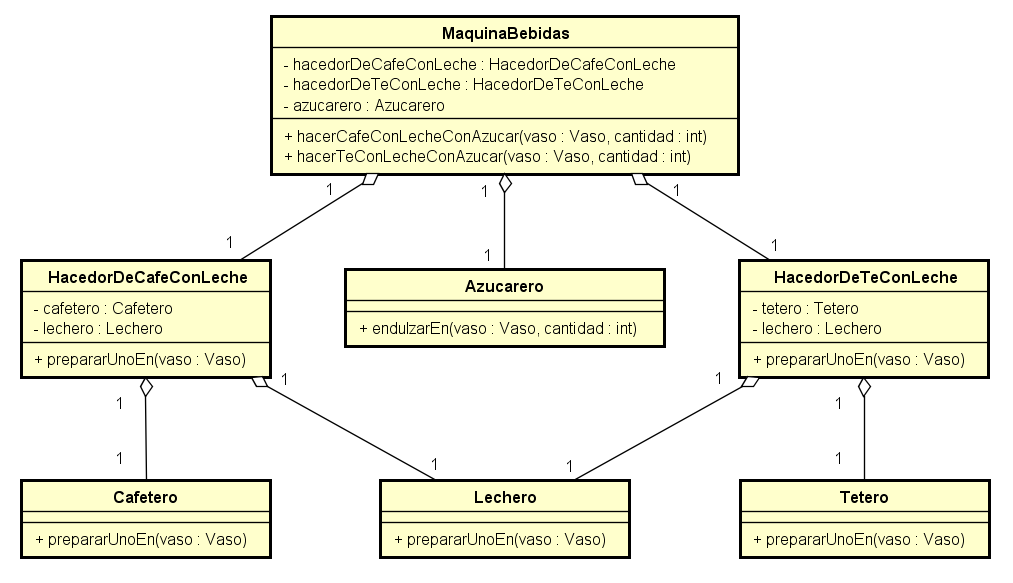 MaquinaBebidas
- hacedorDeCafeConLeche : HacedorDeCafeConLeche
- hacedorDeTeConLeche : HacedorDeTeConLeche
- azucarero : Azucarero
+ hacerCafeConLecheConAzucar(vaso : Vaso, cantidad : int)
+ hacerTeConLecheConAzucar(vaso : Vaso, cantidad : int)
1
1
1
1
1
1
HacedorDeCafeConLeche
- cafetero : Cafetero
- lechero : Lechero
+ prepararUnoEn(vaso : Vaso)
Azucarero
+ endulzarEn(vaso : Vaso, cantidad : int)
HacedorDeTeConLeche
- tetero : Tetero
- lechero : Lechero
+ prepararUnoEn(vaso : Vaso)
1
1
1
1
1
1
1
1
Cafetero
+ prepararUnoEn(vaso : Vaso)
Lechero
+ prepararUnoEn(vaso : Vaso)
Tetero
+ prepararUnoEn(vaso : Vaso)